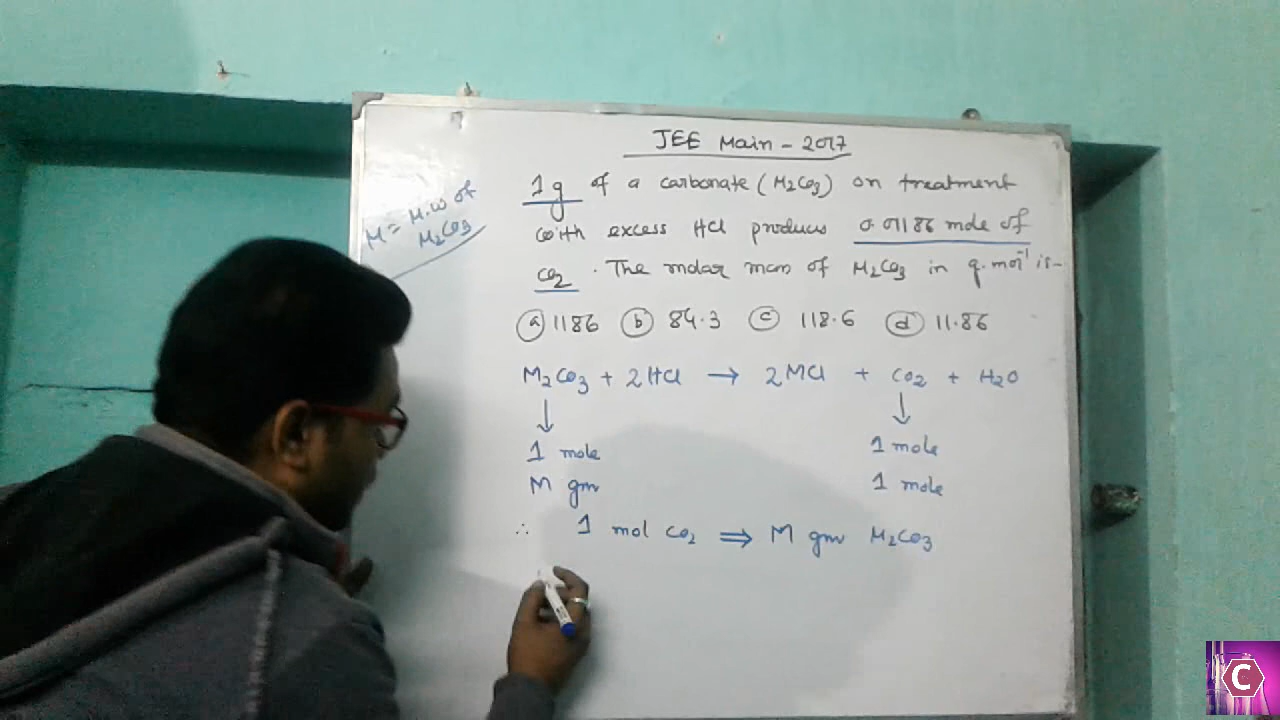 JEE Main - 2017
M = M.W of
M2CO3
1g of a carbonate (M2CO3) on treatment
with excess HCl produces 0.01186 mole of
CO2. The molar mass of M2CO3 in g.mol⁻¹ is-
(a) 1186 (b) 84.3 (c) 118.6 (d) 11.86
M2CO3 + 2HCl → 2MCl + CO2 + H2O
↓ ↓
1 mole 1 mole
M gm 1 mole
∴ 1 mol CO2 ⇒ M gm M2CO3
C